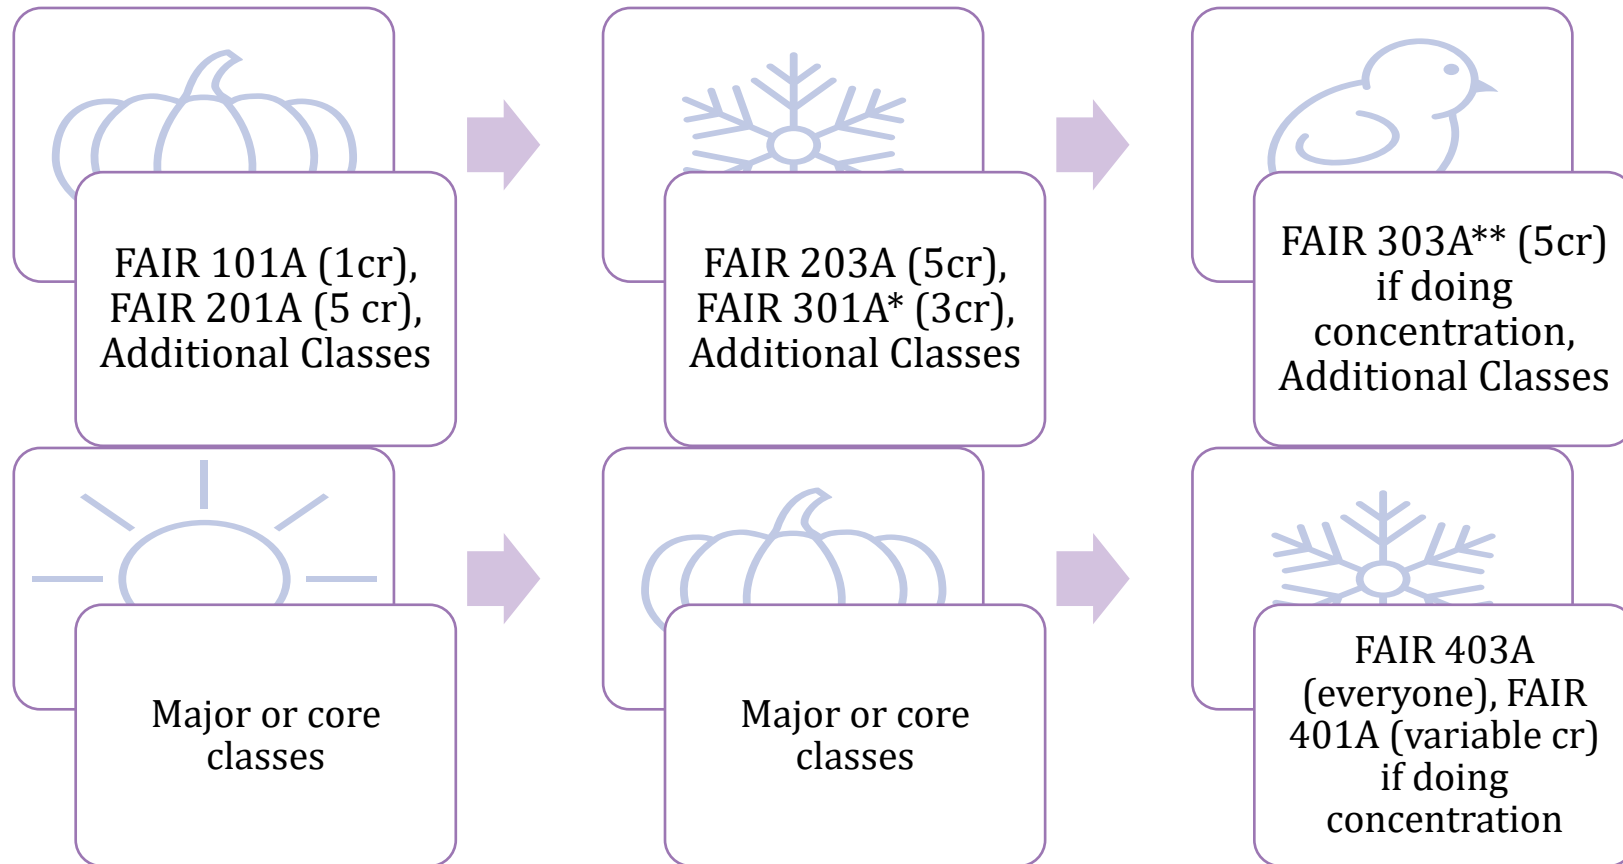 FAIR 101A (1cr),
FAIR 201A (5 cr),
Additional Classes
FAIR 203A (5cr),
FAIR 301A* (3cr),
Additional Classes
FAIR 303A** (5cr)
if doing
concentration,
Additional Classes
Major or core
classes
Major or core
classes
FAIR 403A
(everyone), FAIR
401A (variable cr)
if doing
concentration